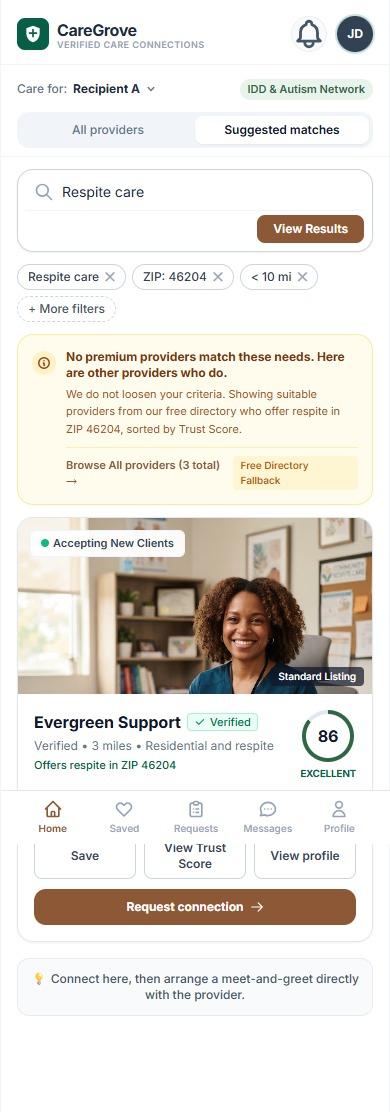 CareGrove
VERIFIED CARE CONNECTIONS
JD
Care for: Recipient A
IDD & Autism Network
All providers
Suggested matches
Respite care
View Results
Respite care
ZIP: 46204
< 10 mi
+ More filters
No premium providers match these needs. Here
are other providers who do.
We do not loosen your criteria. Showing suitable
providers from our free directory who offer respite in
ZIP 46204, sorted by Trust Score.
Browse All providers (3 total)
→
Free Directory
Fallback
Accepting New Clients
COMMUNITY
RESPITE CARE
Standard Listing
Evergreen Support
✓ Verified
Verified • 3 miles • Residential and respite
Offers respite in ZIP 46204
86
EXCELLENT
Home
Saved
Requests
Messages
Profile
Save
View Trust
Score
View profile
Request connection →
💡 Connect here, then arrange a meet-and-greet directly
with the provider.